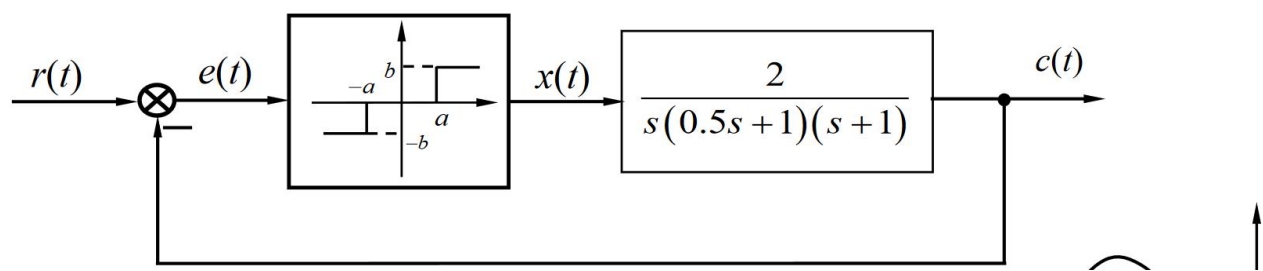 r(t)
e(t)
b
−a
a
−b
x(t)
2
s(0.5s+1)(s+1)
c(t)
−